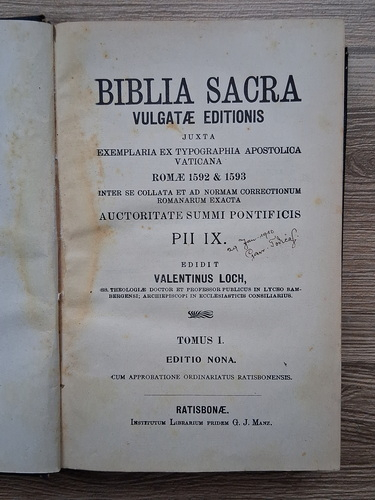 BIBLIA SACRA
VULGATÆ EDITIONIS
JUXTA
EXEMPLARIA EX TYPOGRAPHIA APOSTOLICA
VATICANA
ROMÆ 1592 & 1593
INTER SE COLLATA ET AD NORMAM CORRECTIONUM
ROMANARUM EXACTA
AUCTORITATE SUMMI PONTIFICIS
PII IX.
EDIDIT
VALENTINUS LOCH,
SS. THEOLOGIÆ DOCTOR ET PROFESSOR PUBLICUS IN LYCEO BAM-
BERGENSI; ARCHIEPISCOPI IN ECCLESIASTICIS CONSILIARIUS.
TOMUS I.
EDITIO NONA.
CUM APPROBATIONE ORDINARIATUS RATISBONENSIS.
RATISBONÆ.
INSTITUTUM LIBRARIUM PRIDEM G. J. MANZ.